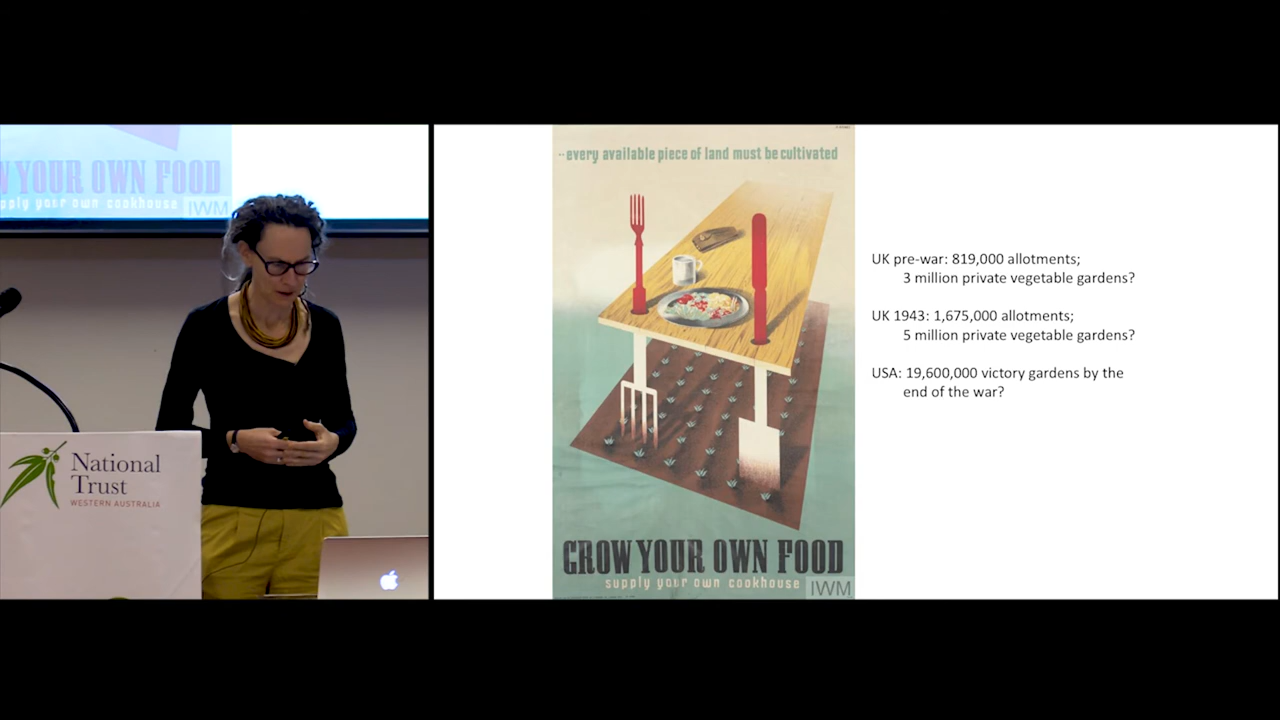 W YOUR OWN FOOD
pply your own cookhouse
IWM
National
Trust
WESTERN AUSTRALIA
--every available piece of land must be cultivated
GROW YOUR OWN FOOD
supply your own cookhouse
IWM
UK pre-war: 819,000 allotments;
3 million private vegetable gardens?
UK 1943: 1,675,000 allotments;
5 million private vegetable gardens?
USA: 19,600,000 victory gardens by the
end of the war?